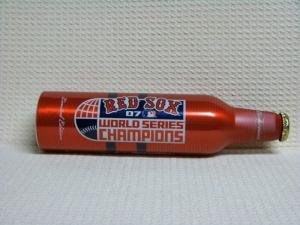 RED SOX
07
WORLD SERIES
CHAMPIONS